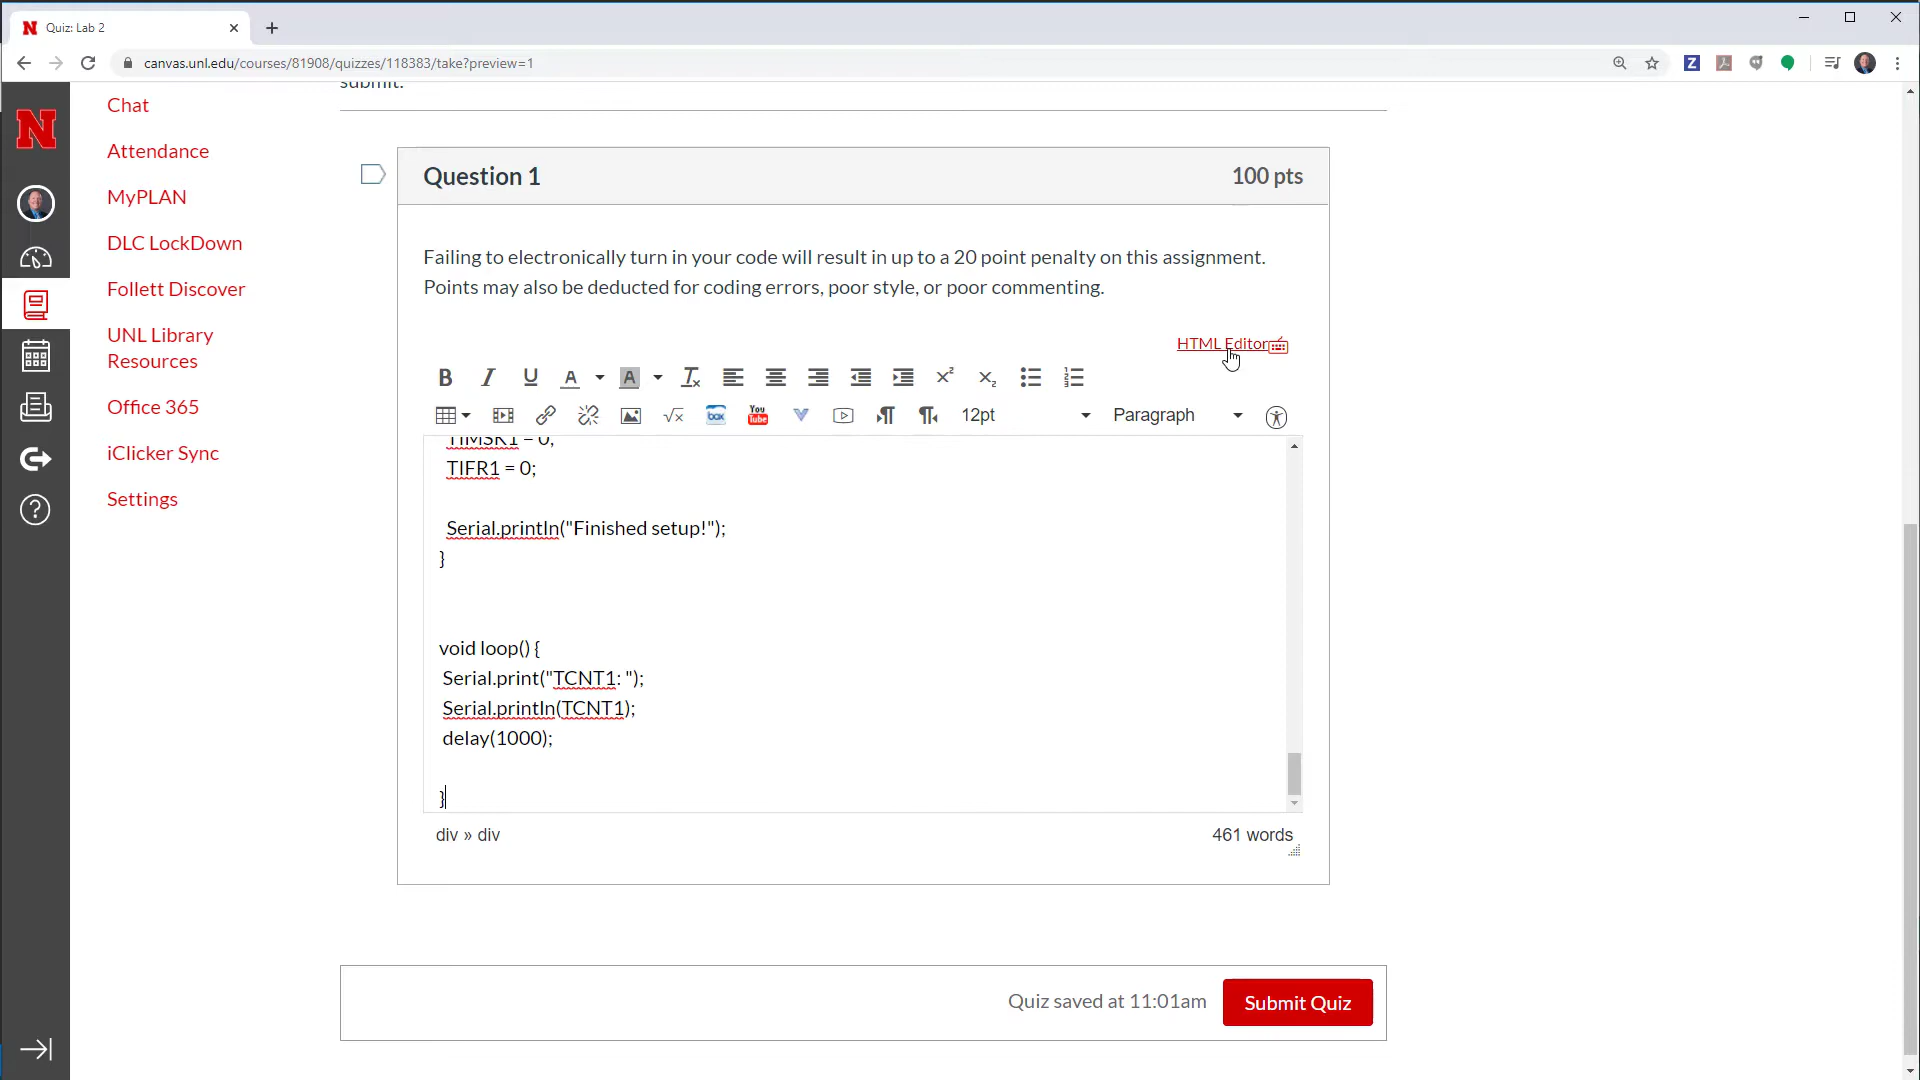 Quiz: Lab 2
canvas.unl.edu/courses/81908/quizzes/118383/take?preview=1
submit.
Chat
Attendance
MyPLAN
DLC LockDown
Follett Discover
UNL Library
Resources
Office 365
iClicker Sync
Settings
Question 1
100 pts
Failing to electronically turn in your code will result in up to a 20 point penalty on this assignment.
Points may also be deducted for coding errors, poor style, or poor commenting.
HTML Editor
12pt
Paragraph
TIMSK1 = 0;
TIFR1 = 0;
Serial.println("Finished setup!");
}
void loop() {
Serial.print("TCNT1: ");
Serial.println(TCNT1);
delay(1000);
}
div » div
461 words
Quiz saved at 11:01am
Submit Quiz